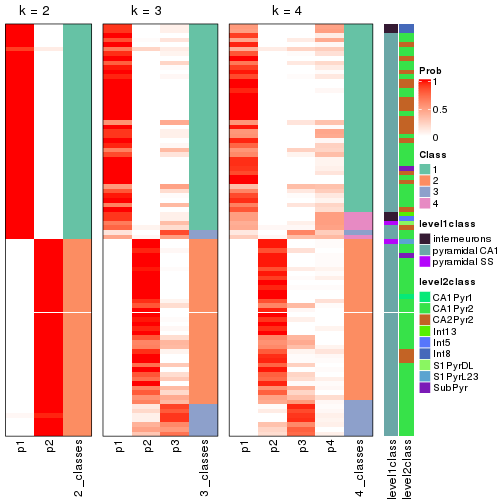 k = 2
k = 3
k = 4
p1
p2
2_classes
p1
p2
p3
3_classes
p1
p2
p3
p4
4_classes
level1class
level2class
Prob
1
0.5
0
Class
1
2
3
4
level1class
interneurons
pyramidal CA1
pyramidal SS
level2class
CA1Pyr1
CA1Pyr2
CA2Pyr2
Int13
Int5
Int8
S1PyrDL
S1PyrL23
SubPyr